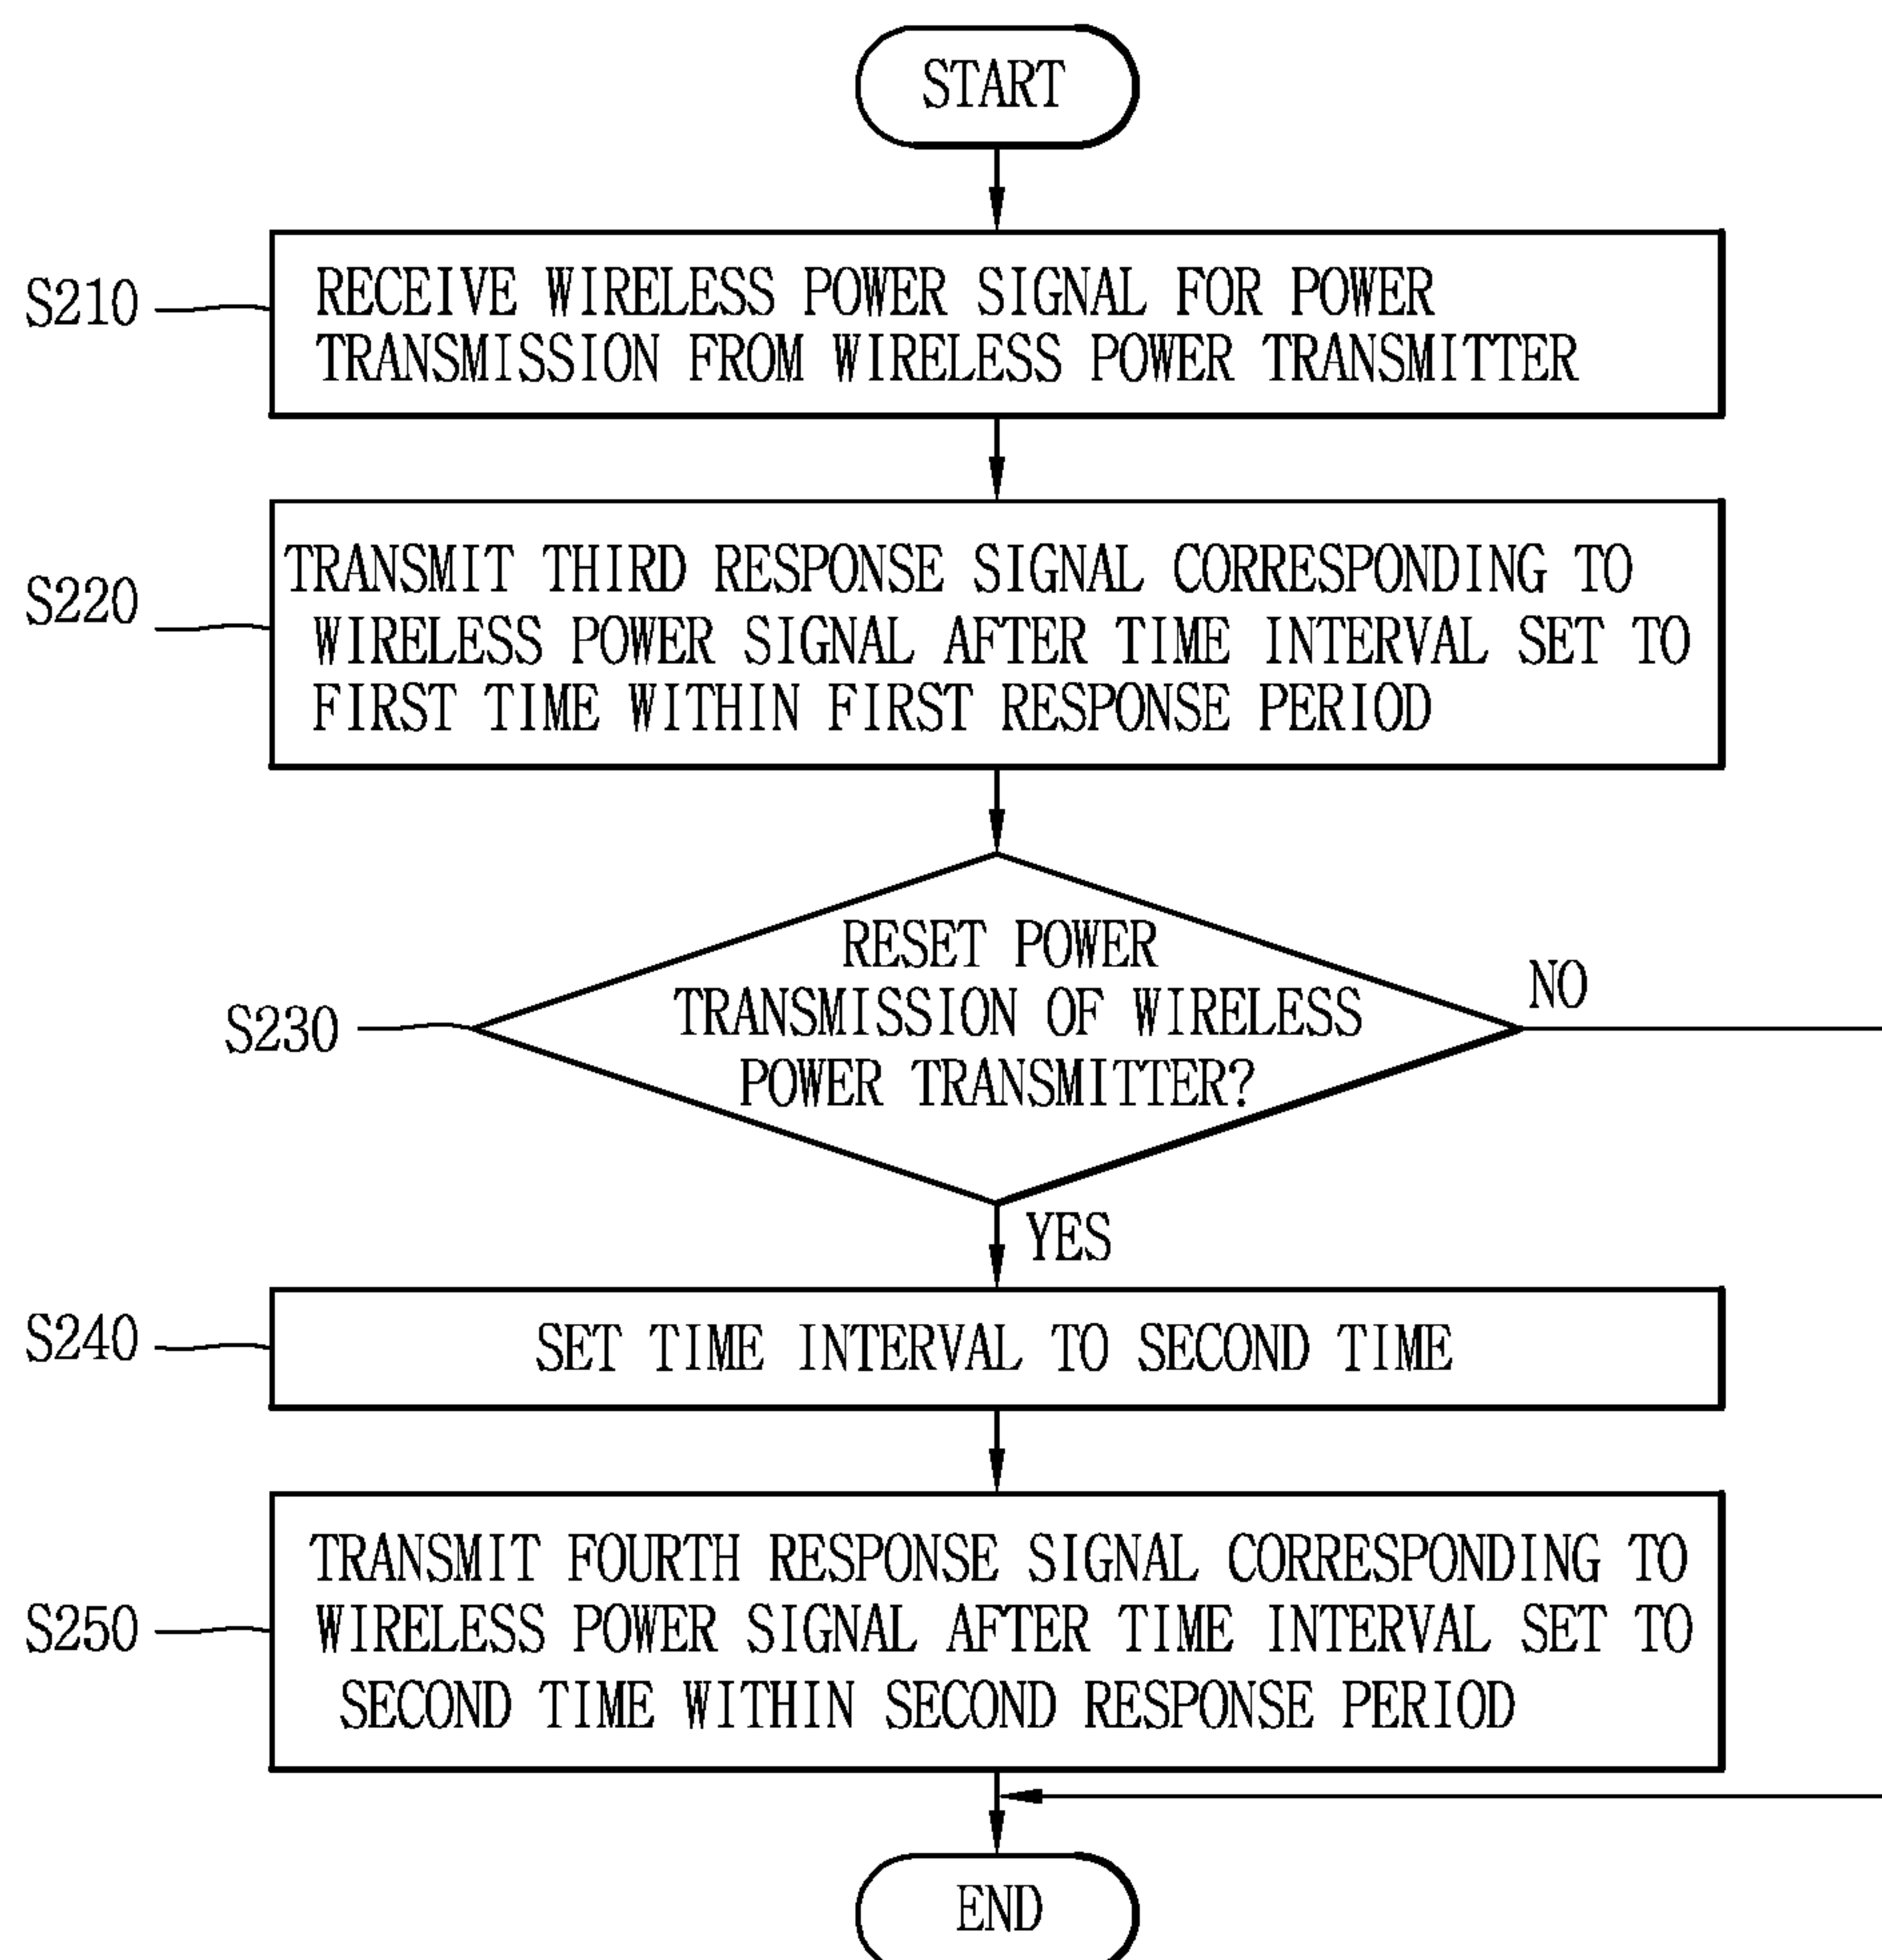 START
S210
RECEIVE WIRELESS POWER SIGNAL FOR POWER
TRANSMISSION FROM WIRELESS POWER TRANSMITTER
S220
TRANSMIT THIRD RESPONSE SIGNAL CORRESPONDING TO
WIRELESS POWER SIGNAL AFTER TIME INTERVAL SET TO
FIRST TIME WITHIN FIRST RESPONSE PERIOD
S230
RESET POWER
TRANSMISSION OF WIRELESS
POWER TRANSMITTER?
NO
YES
S240
SET TIME INTERVAL TO SECOND TIME
S250
TRANSMIT FOURTH RESPONSE SIGNAL CORRESPONDING TO
WIRELESS POWER SIGNAL AFTER TIME INTERVAL SET TO
SECOND TIME WITHIN SECOND RESPONSE PERIOD
END